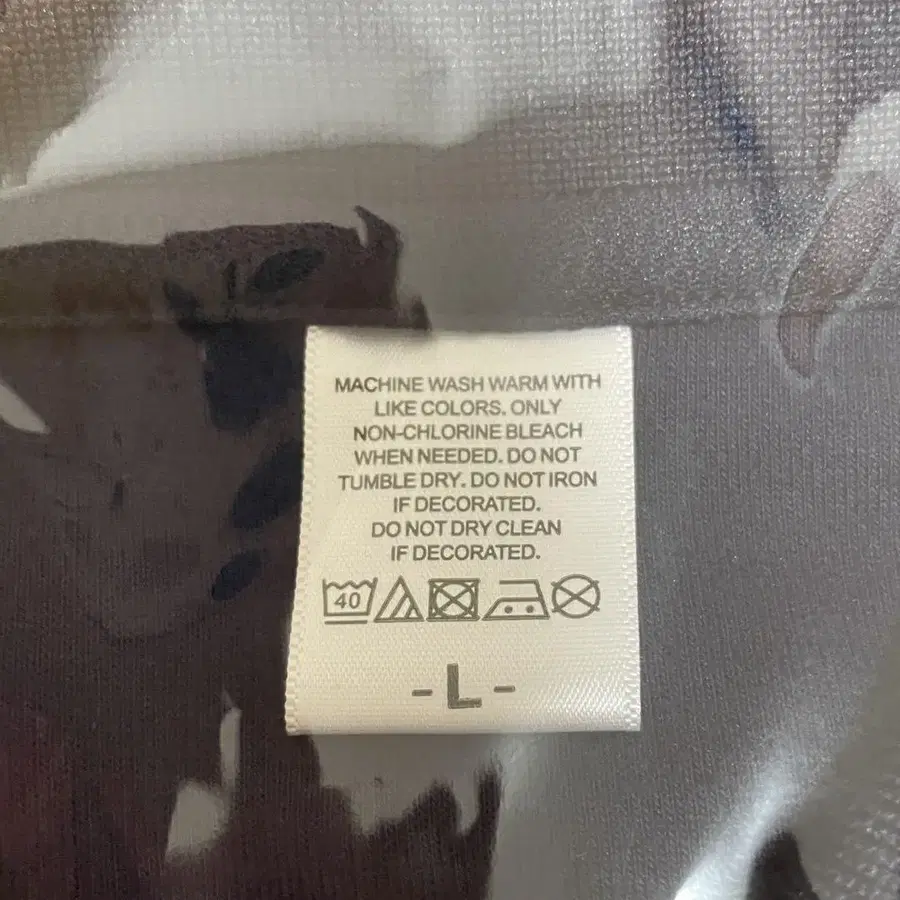 MACHINE WASH WARM WITH
LIKE COLORS. ONLY
NON-CHLORINE BLEACH
WHEN NEEDED. DO NOT
TUMBLE DRY. DO NOT IRON
IF DECORATED.
DO NOT DRY CLEAN
IF DECORATED.
40
- L -